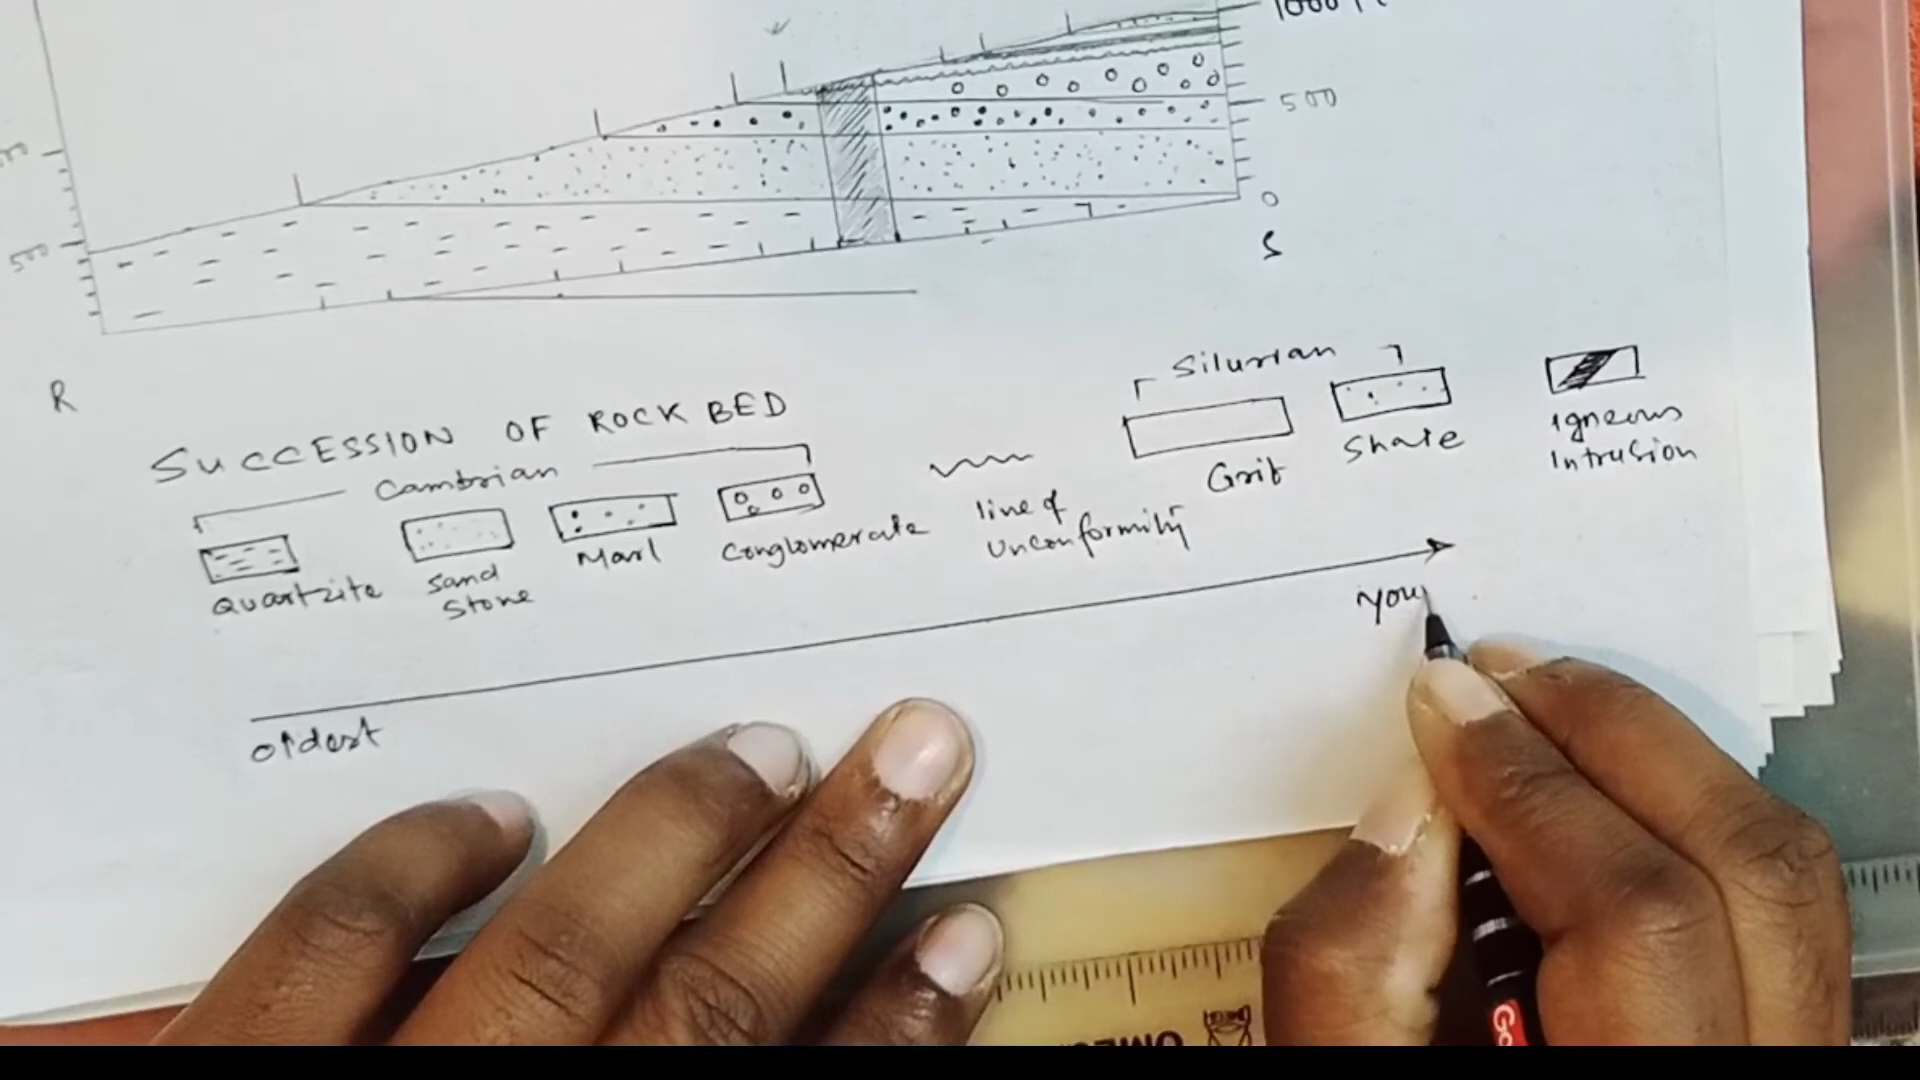 500
0
S
500
R
SUCCESSION OF ROCK BED
Cambrian
Silurian
Quartzite
Sand
Stone
Marl
Conglomerate
line of
Unconformity
Grit
Shale
Igneous
Intrusion
Oldest
You